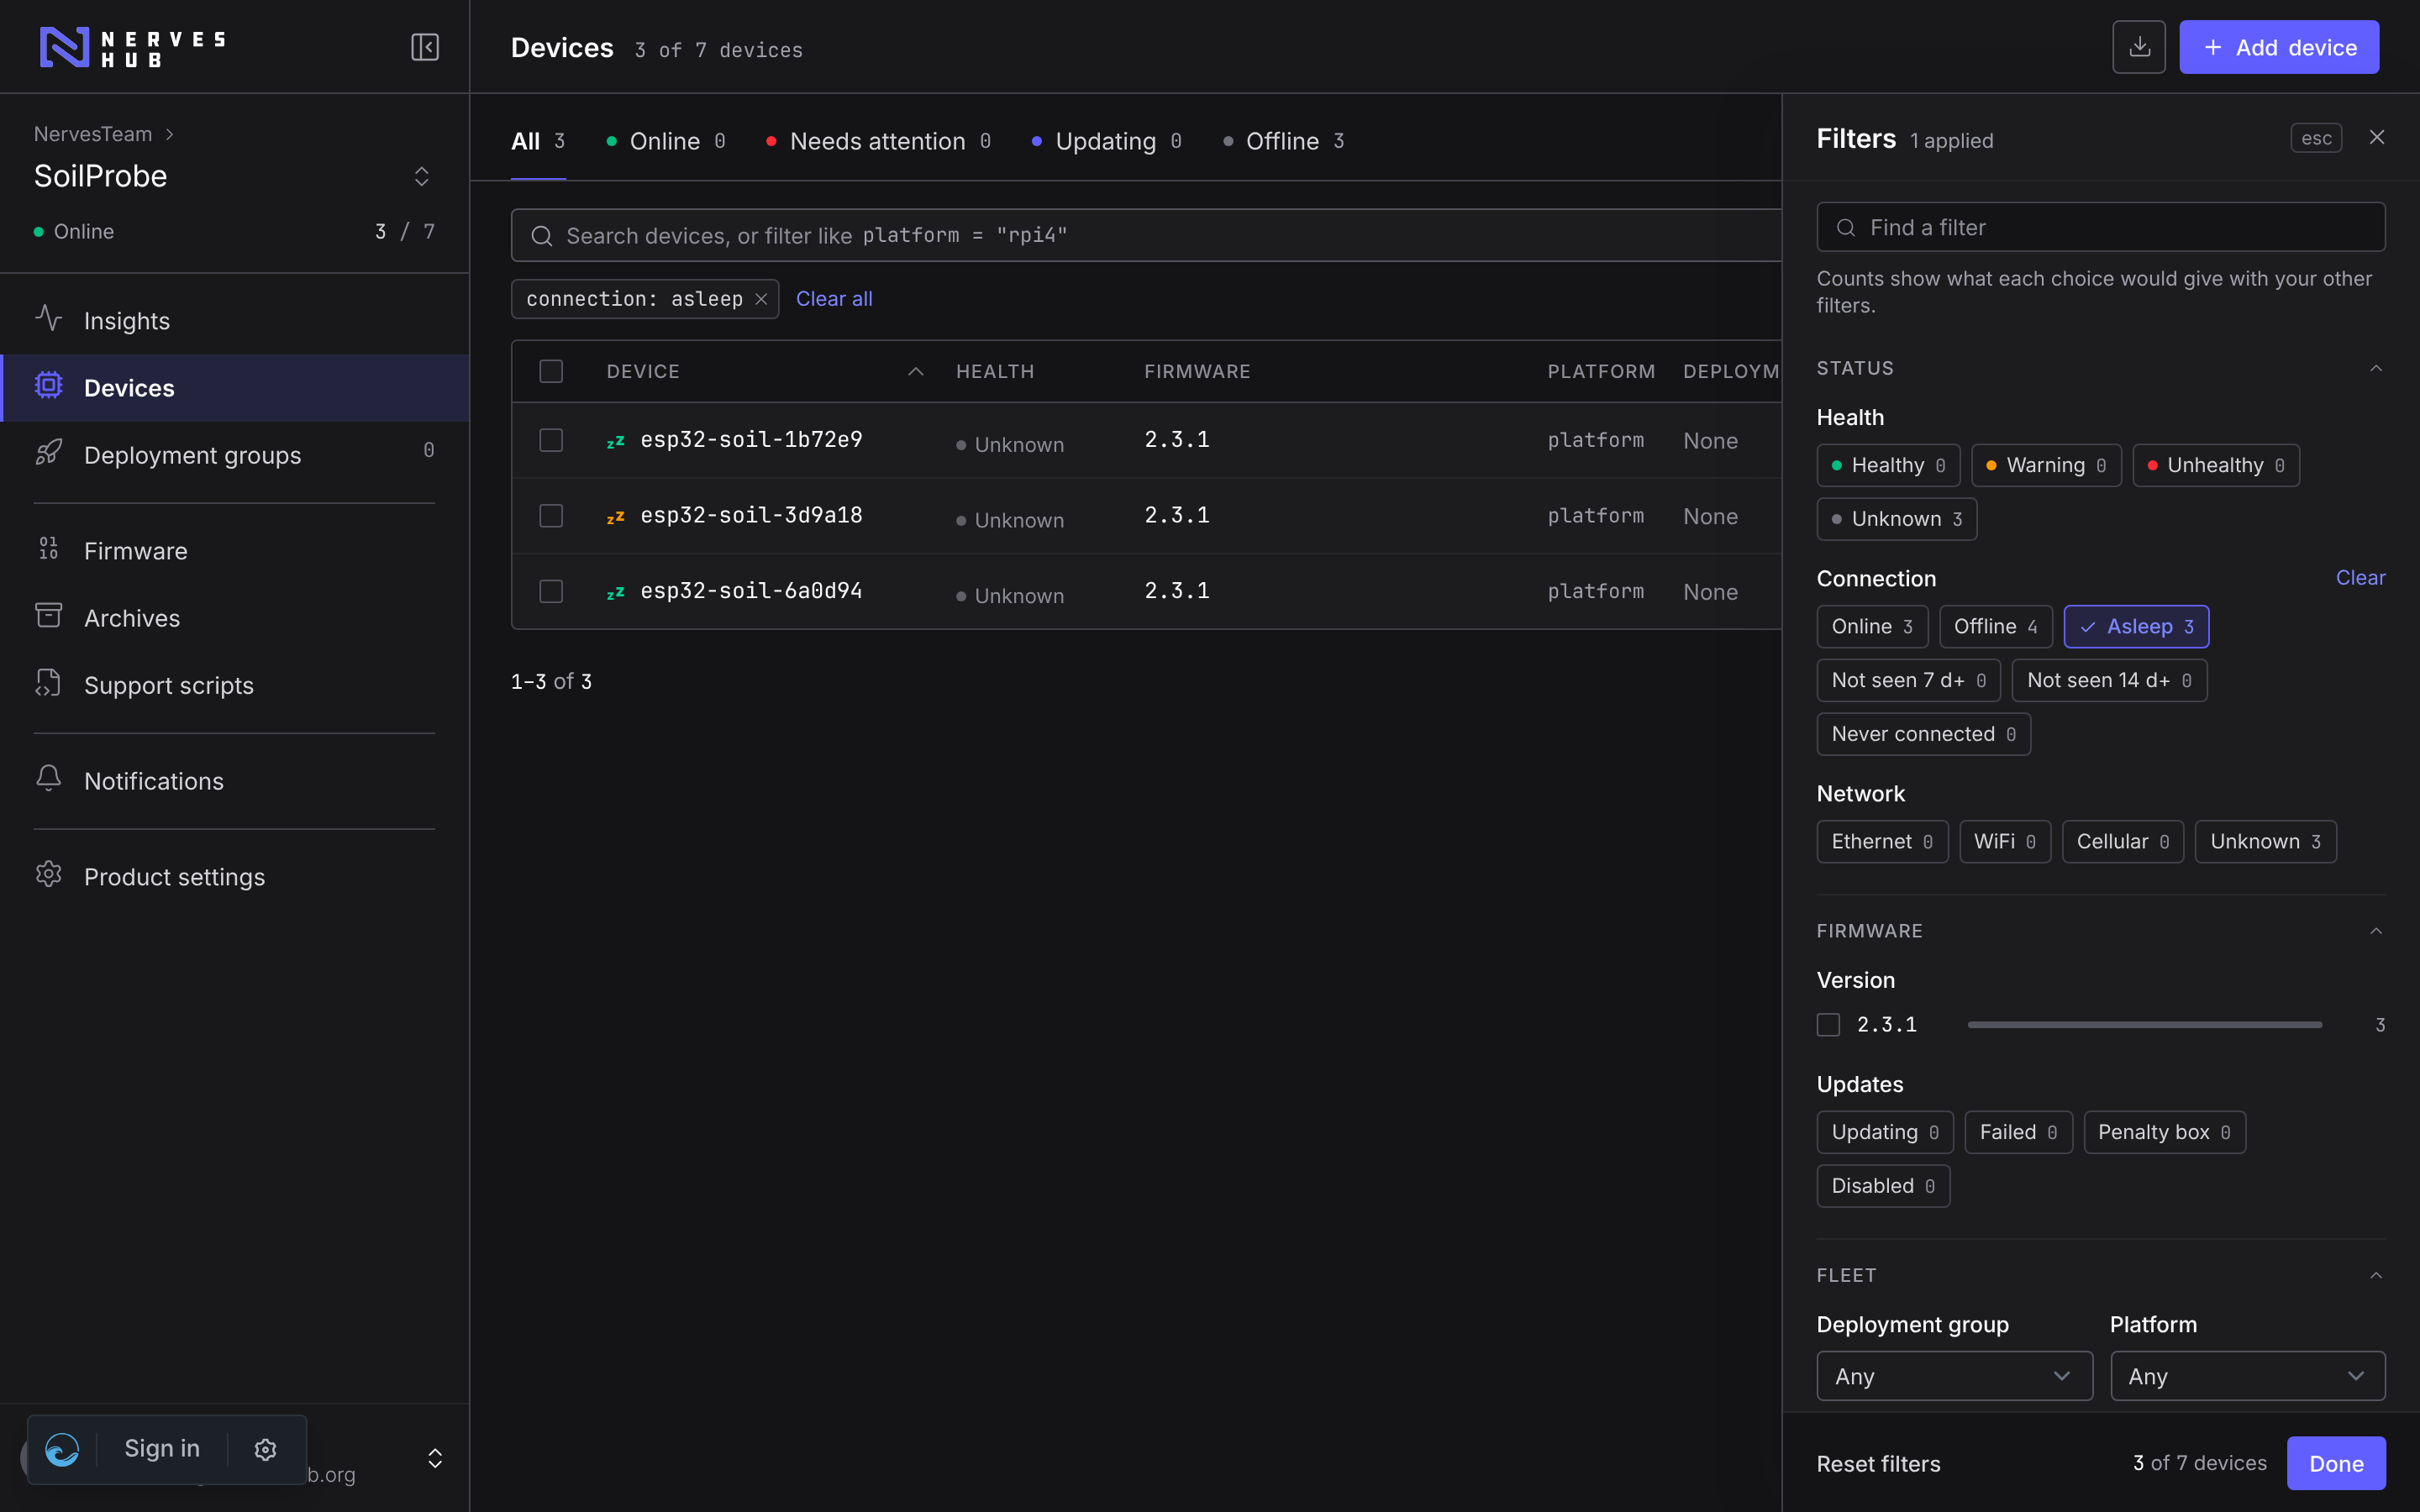 NERVES
HUB
Devices 3 of 7 devices
Add device
NervesTeam
SoilProbe
Online 3 / 7
Insights
Devices
Deployment groups 0
Firmware
Archives
Support scripts
Notifications
Product settings
Sign in
b.org
All 3 Online 0 Needs attention 0 Updating 0 Offline 3
Search devices, or filter like platform = "rpi4"
connection: asleep Clear all
DEVICE HEALTH FIRMWARE PLATFORM DEPLOYM
zz esp32-soil-1b72e9 Unknown 2.3.1 platform None
zz esp32-soil-3d9a18 Unknown 2.3.1 platform None
zz esp32-soil-6a0d94 Unknown 2.3.1 platform None
1–3 of 3
Filters 1 applied esc
Find a filter
Counts show what each choice would give with your other
filters.
STATUS
Health
Healthy 0 Warning 0 Unhealthy 0
Unknown 3
Connection Clear
Online 3 Offline 4 Asleep 3
Not seen 7 d+ 0 Not seen 14 d+ 0
Never connected 0
Network
Ethernet 0 WiFi 0 Cellular 0 Unknown 3
FIRMWARE
Version
2.3.1 3
Updates
Updating 0 Failed 0 Penalty box 0
Disabled 0
FLEET
Deployment group Platform
Any Any
Reset filters 3 of 7 devices Done